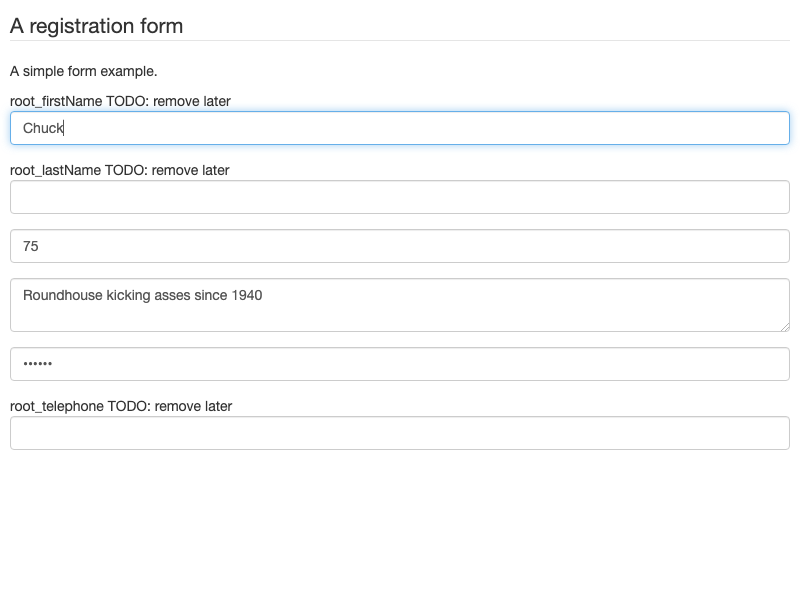 A registration form
A simple form example.
root_firstName TODO: remove later
Chuck
root_lastName TODO: remove later
75
Roundhouse kicking asses since 1940
••••••
root_telephone TODO: remove later